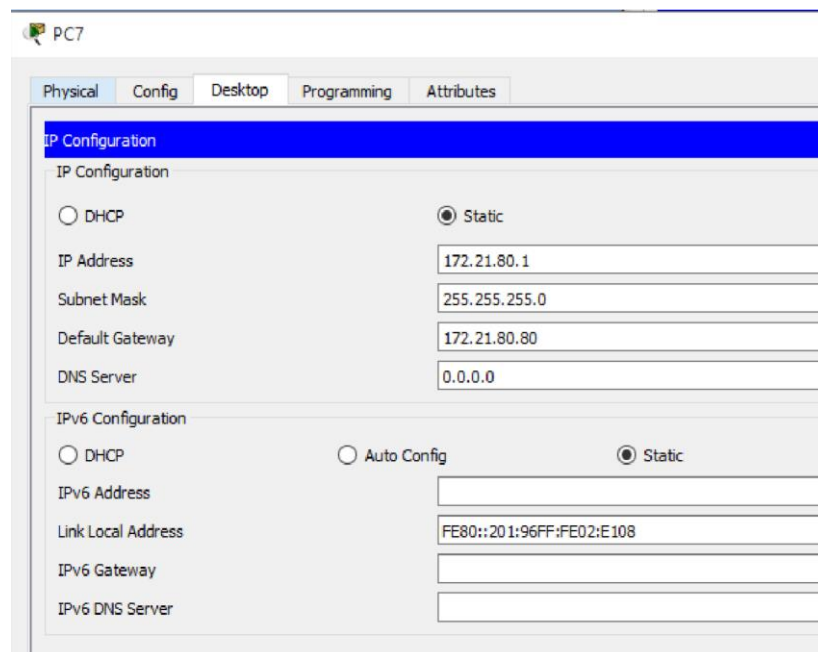 PC7
Physical Config Desktop Programming Attributes
IP Configuration
IP Configuration
DHCP Static
IP Address 172.21.80.1
Subnet Mask 255.255.255.0
Default Gateway 172.21.80.80
DNS Server 0.0.0.0
IPv6 Configuration
DHCP Auto Config Static
IPv6 Address
Link Local Address FE80::201:96FF:FE02:E108
IPv6 Gateway
IPv6 DNS Server